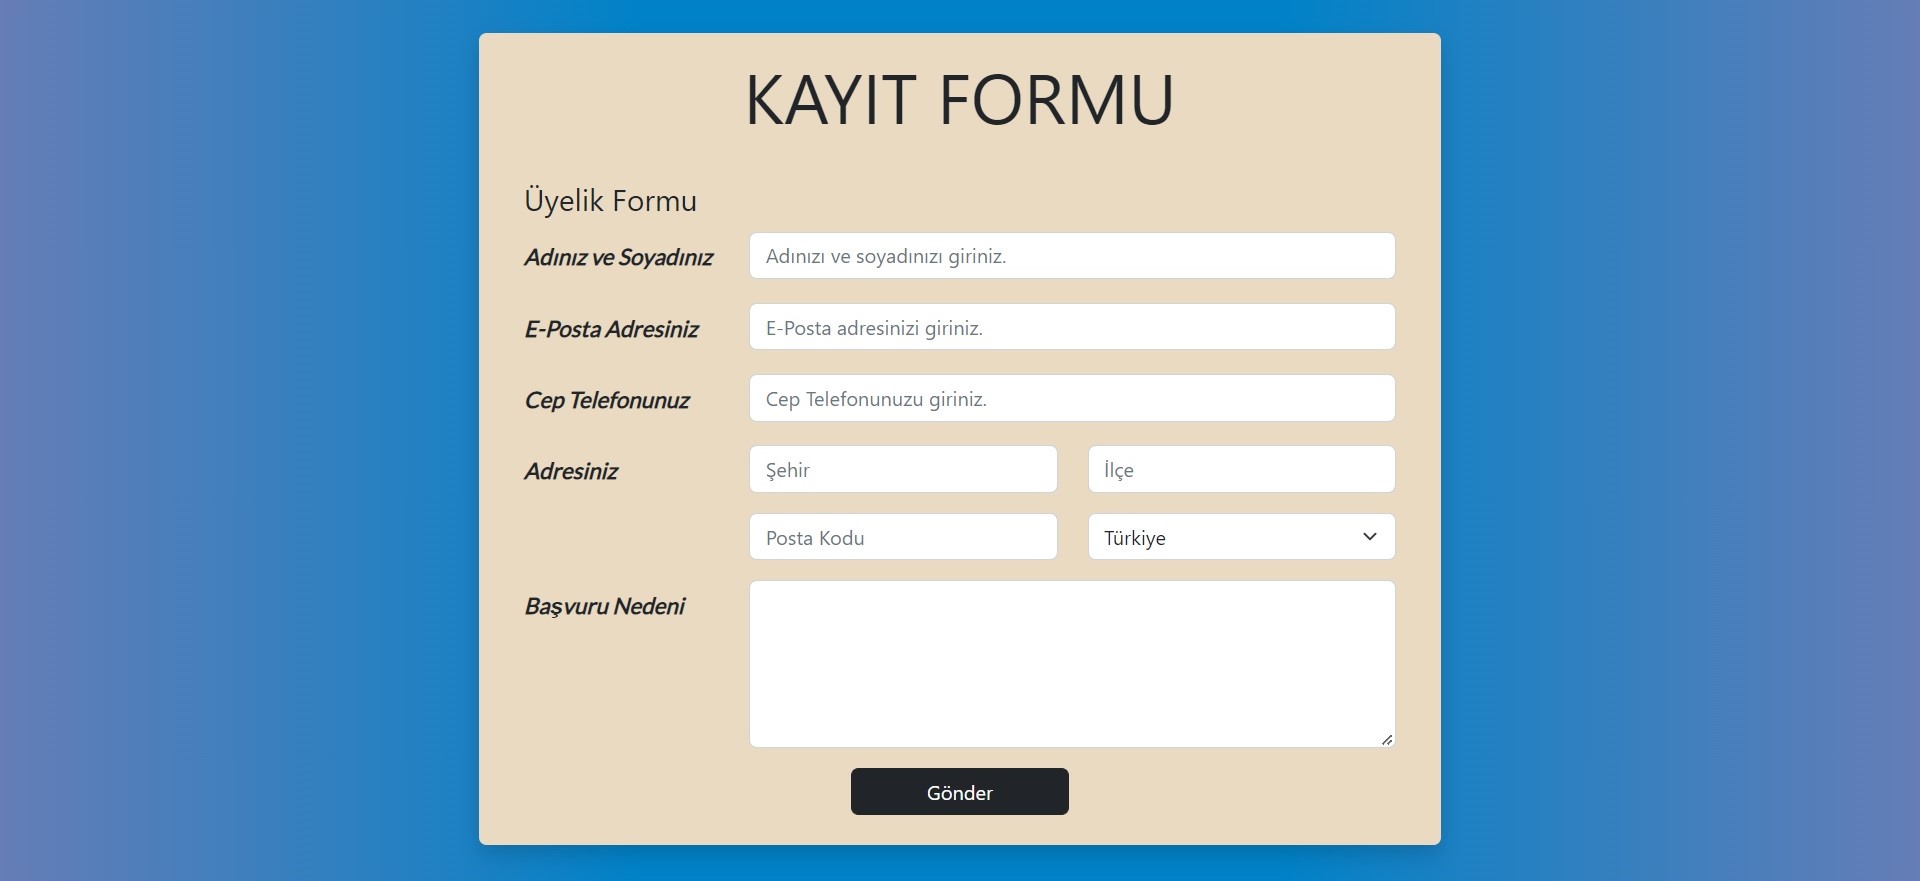 KAYIT FORMU
Üyelik Formu
Adınız ve Soyadınız
Adınızı ve soyadınızı giriniz.
E-Posta Adresiniz
E-Posta adresinizi giriniz.
Cep Telefonunuz
Cep Telefonunuzu giriniz.
Adresiniz
Şehir
İlçe
Posta Kodu
Türkiye
Başvuru Nedeni
Gönder